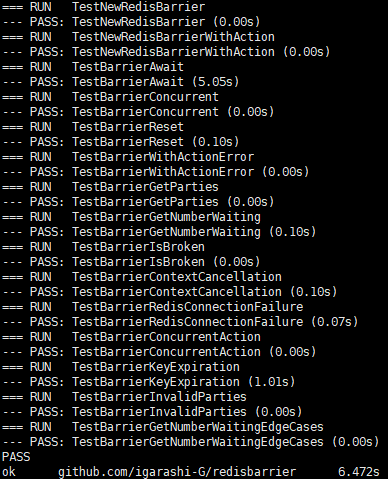 === RUN   TestNewRedisBarrier
--- PASS: TestNewRedisBarrier (0.00s)
=== RUN   TestNewRedisBarrierWithAction
--- PASS: TestNewRedisBarrierWithAction (0.00s)
=== RUN   TestBarrierAwait
--- PASS: TestBarrierAwait (5.05s)
=== RUN   TestBarrierConcurrent
--- PASS: TestBarrierConcurrent (0.00s)
=== RUN   TestBarrierReset
--- PASS: TestBarrierReset (0.10s)
=== RUN   TestBarrierWithActionError
--- PASS: TestBarrierWithActionError (0.00s)
=== RUN   TestBarrierGetParties
--- PASS: TestBarrierGetParties (0.00s)
=== RUN   TestBarrierGetNumberWaiting
--- PASS: TestBarrierGetNumberWaiting (0.10s)
=== RUN   TestBarrierIsBroken
--- PASS: TestBarrierIsBroken (0.00s)
=== RUN   TestBarrierContextCancellation
--- PASS: TestBarrierContextCancellation (0.10s)
=== RUN   TestBarrierRedisConnectionFailure
--- PASS: TestBarrierRedisConnectionFailure (0.07s)
=== RUN   TestBarrierConcurrentAction
--- PASS: TestBarrierConcurrentAction (0.00s)
=== RUN   TestBarrierKeyExpiration
--- PASS: TestBarrierKeyExpiration (1.01s)
=== RUN   TestBarrierInvalidParties
--- PASS: TestBarrierInvalidParties (0.00s)
=== RUN   TestBarrierGetNumberWaitingEdgeCases
--- PASS: TestBarrierGetNumberWaitingEdgeCases (0.00s)
PASS
ok      github.com/igarashi-G/redisbarrier      6.472s